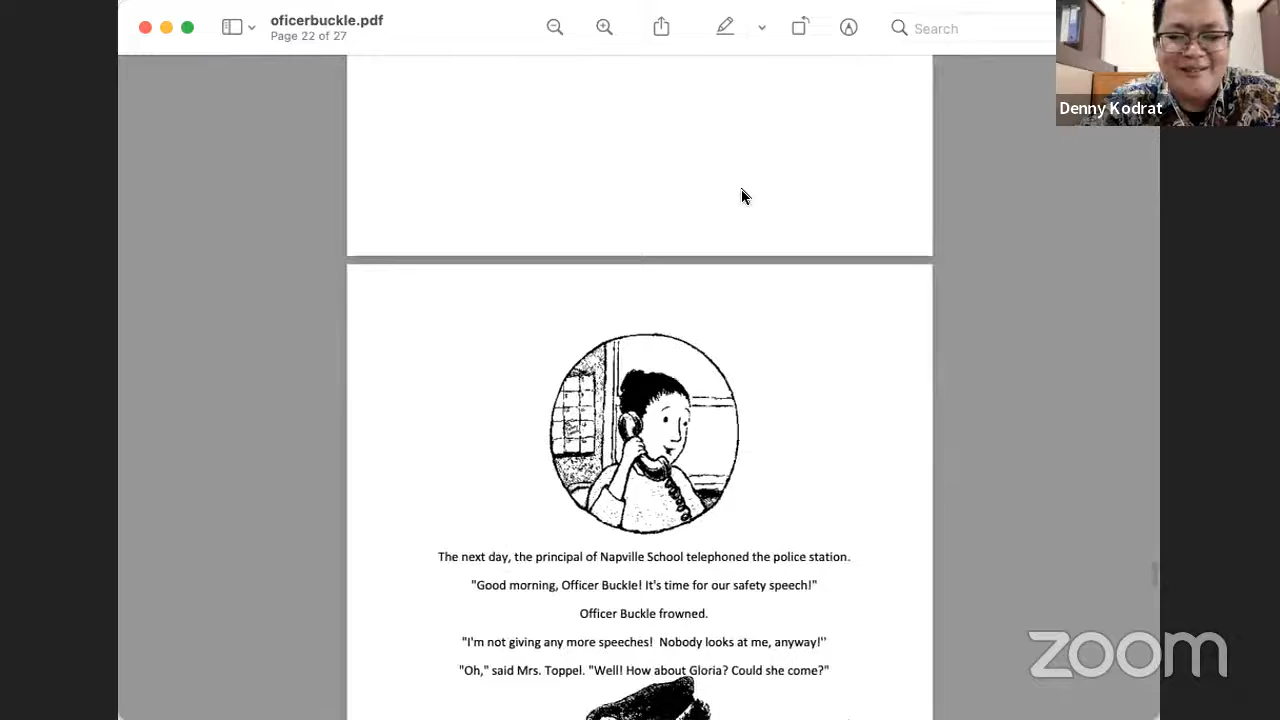 oficerbuckle.pdf
Page 22 of 27
Search
Denny Kodrat
The next day, the principal of Napville School telephoned the police station.
"Good morning, Officer Buckle! It's time for our safety speech!"
Officer Buckle frowned.
"I'm not giving any more speeches!  Nobody looks at me, anyway!''
"Oh," said Mrs. Toppel. "Well! How about Gloria? Could she come?"
zoom